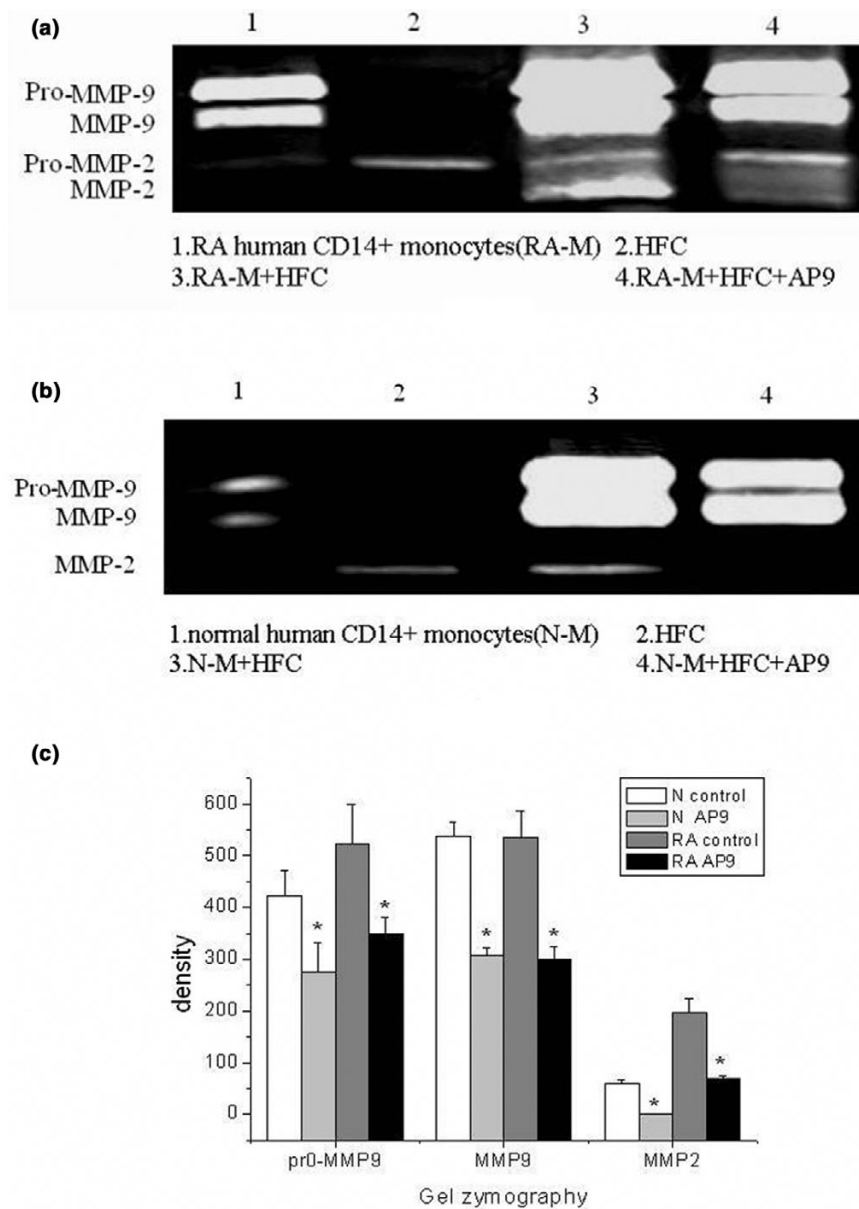 (a)
1 2 3 4
Pro-MMP-9
MMP-9
Pro-MMP-2
MMP-2
1.RA human CD14+ monocytes(RA-M) 2.HFC
3.RA-M+HFC 4.RA-M+HFC+AP9
(b)
1 2 3 4
Pro-MMP-9
MMP-9
MMP-2
1.normal human CD14+ monocytes(N-M) 2.HFC
3.N-M+HFC 4.N-M+HFC+AP9
(c)
N control
N AP9
RA control
RA AP9
600
500
400
300
200
100
0
density
* * * * * *
pr0-MMP9 MMP9 MMP2
Gel zymography